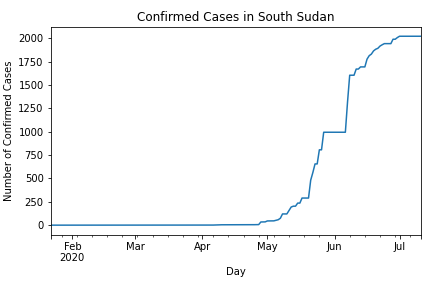 Confirmed Cases in South Sudan
Number of Confirmed Cases
2000
1750
1500
1250
1000
750
500
250
0
Feb Mar Apr May Jun Jul
2020
Day